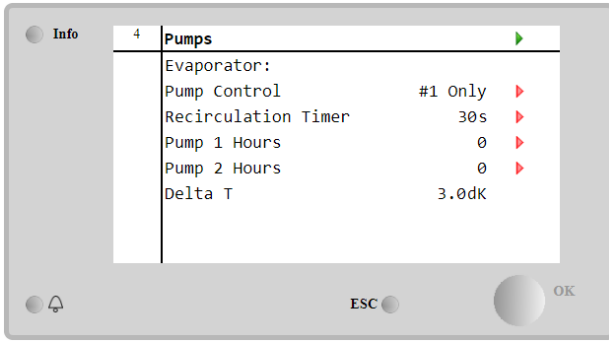 Info
4 Pumps
Evaporator:
Pump Control #1 Only
Recirculation Timer 30s
Pump 1 Hours 0
Pump 2 Hours 0
Delta T 3.0dK
ESC
OK